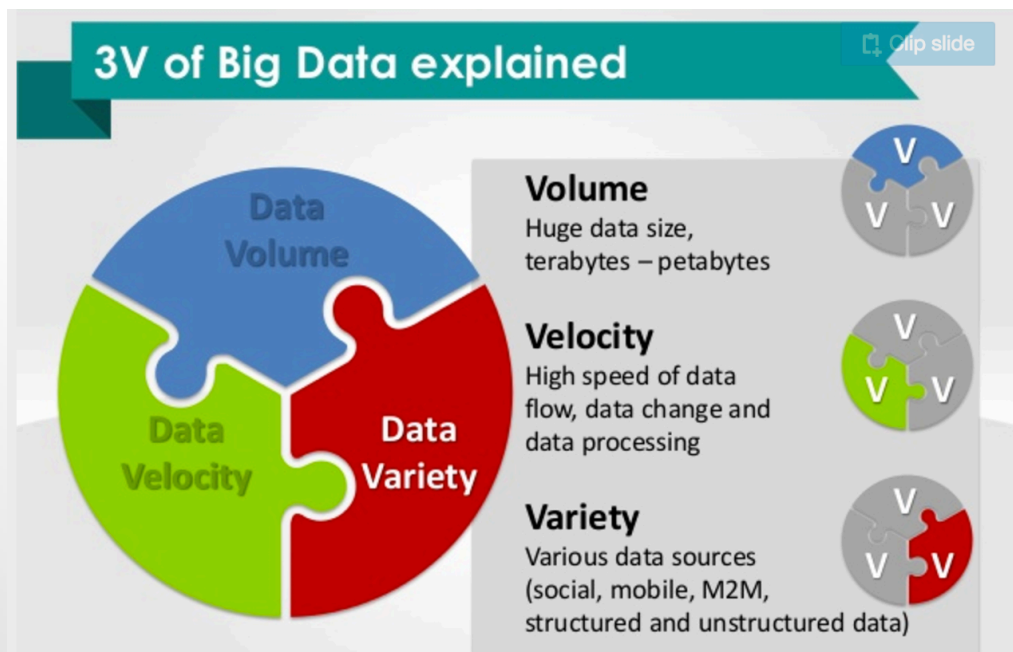 3V of Big Data explained
Clip slide
Data
Volume
Data
Velocity
Data
Variety
Volume
Huge data size,
terabytes – petabytes
V
V
V
Velocity
High speed of data
flow, data change and
data processing
V
V
V
Variety
Various data sources
(social, mobile, M2M,
structured and unstructured data)
V
V
V